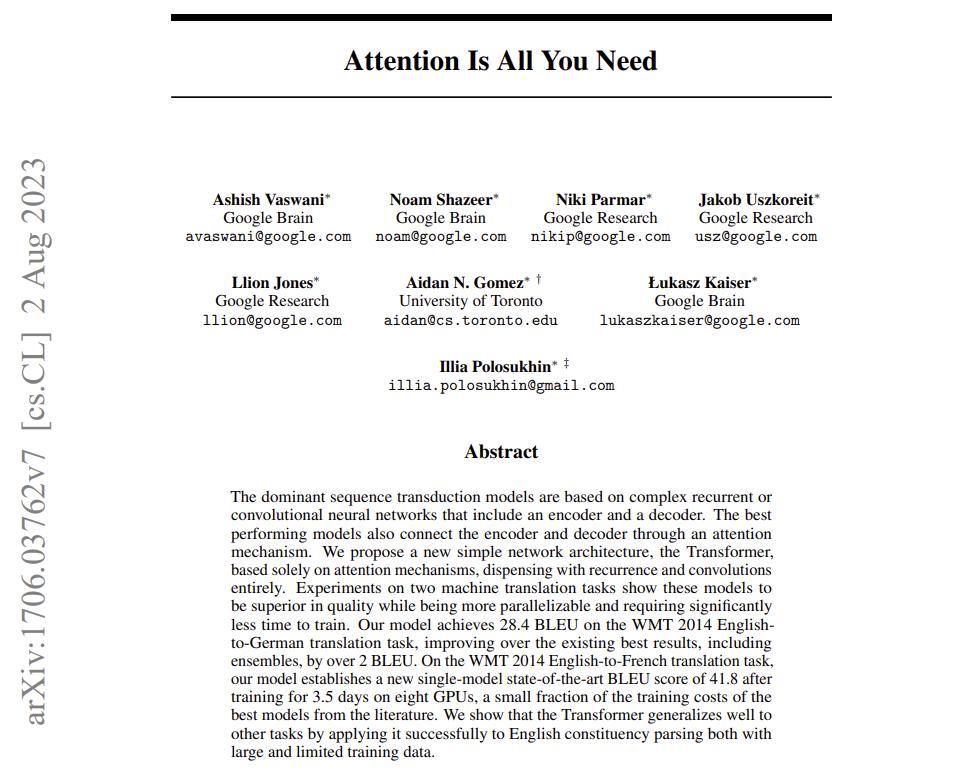 Attention Is All You Need
Ashish Vaswani* Noam Shazeer* Niki Parmar* Jakob Uszkoreit*
Google Brain Google Brain Google Research Google Research
avaswani@google.com noam@google.com nikip@google.com usz@google.com
Llion Jones* Aidan N. Gomez* † Łukasz Kaiser*
Google Research University of Toronto Google Brain
llion@google.com aidan@cs.toronto.edu lukaszkaiser@google.com
Illia Polosukhin* ‡
illia.polosukhin@gmail.com
Abstract
The dominant sequence transduction models are based on complex recurrent or
convolutional neural networks that include an encoder and a decoder. The best
performing models also connect the encoder and decoder through an attention
mechanism. We propose a new simple network architecture, the Transformer,
based solely on attention mechanisms, dispensing with recurrence and convolutions
entirely. Experiments on two machine translation tasks show these models to
be superior in quality while being more parallelizable and requiring significantly
less time to train. Our model achieves 28.4 BLEU on the WMT 2014 English-
to-German translation task, improving over the existing best results, including
ensembles, by over 2 BLEU. On the WMT 2014 English-to-French translation task,
our model establishes a new single-model state-of-the-art BLEU score of 41.8 after
training for 3.5 days on eight GPUs, a small fraction of the training costs of the
best models from the literature. We show that the Transformer generalizes well to
other tasks by applying it successfully to English constituency parsing both with
large and limited training data.
arXiv:1706.03762v7 [cs.CL] 2 Aug 2023